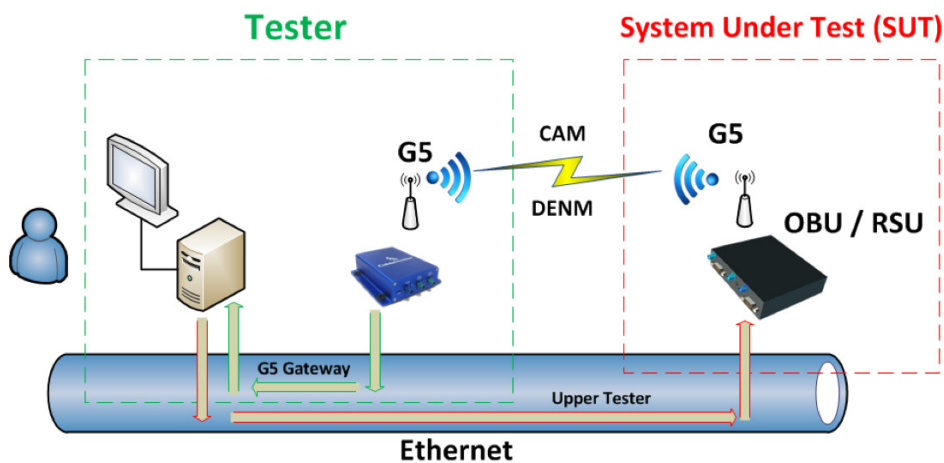 Tester
System Under Test (SUT)
G5
CAM
DENM
G5
OBU / RSU
G5 Gateway
Upper Tester
Ethernet